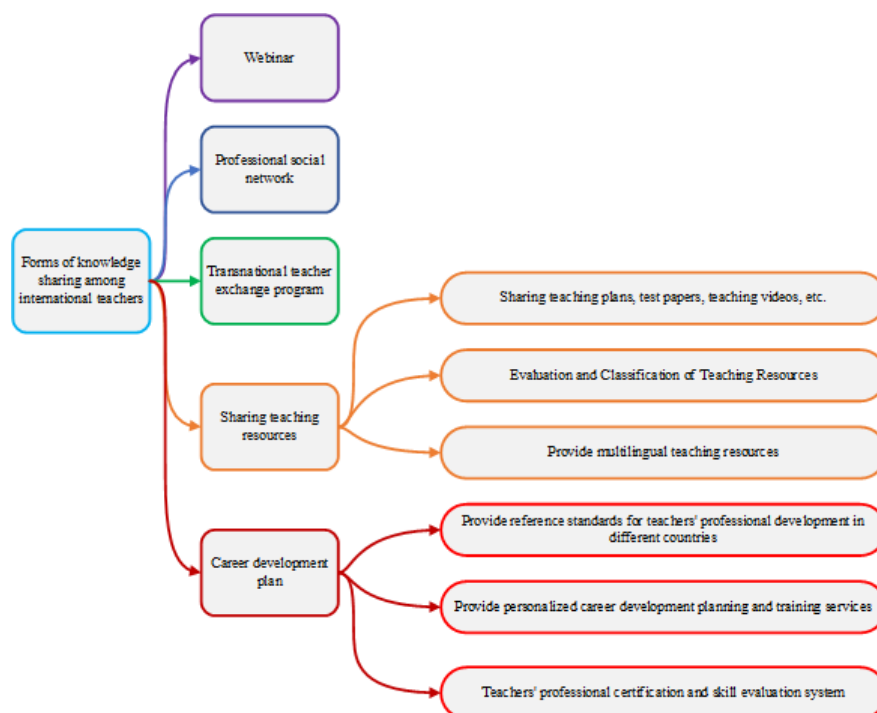 Webinar
Professional social
network
Forms of knowledge
sharing among
international teachers
Transnational teacher
exchange program
Sharing teaching plans, test papers, teaching videos, etc.
Evaluation and Classification of Teaching Resources
Sharing teaching
resources
Provide multilingual teaching resources
Provide reference standards for teachers' professional development in
different countries
Career development
plan
Provide personalized career development planning and training services
Teachers' professional certification and skill evaluation system